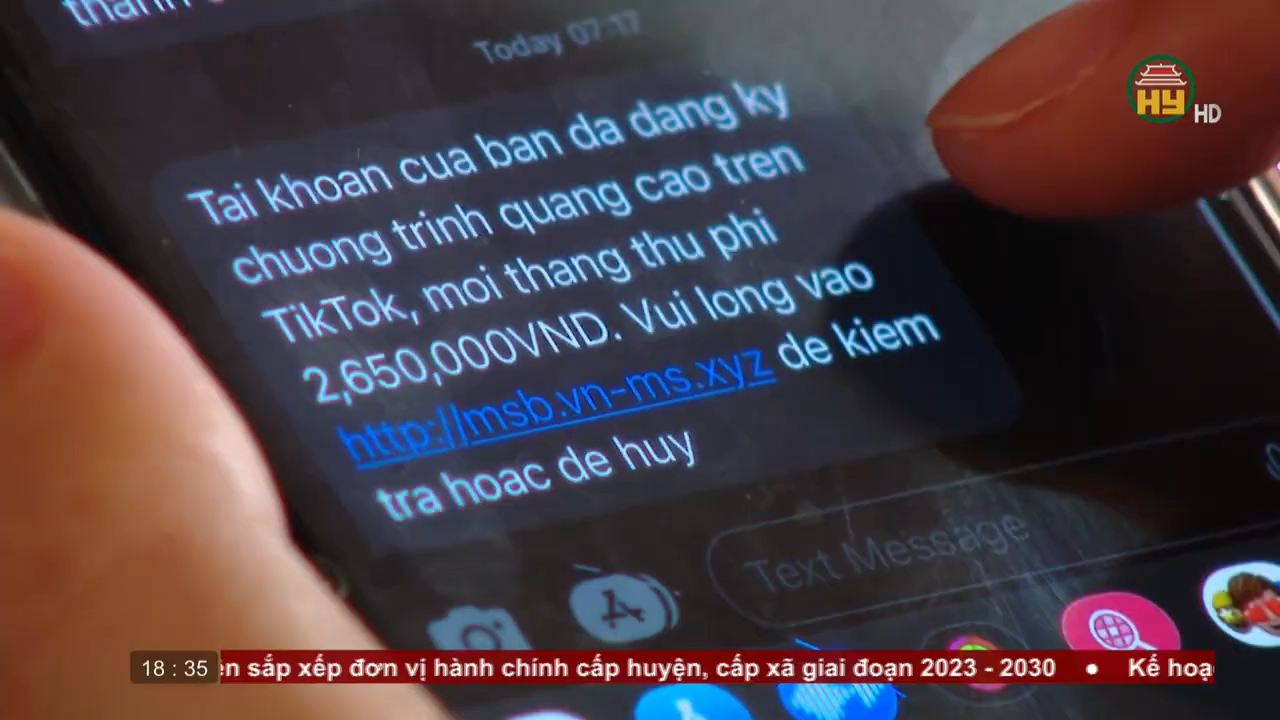 Today 07:17
HY HD
Tai khoan cua ban da dang ky
chuong trinh quang cao tren
TikTok, moi thang thu phi
2,650,000VND. Vui long vao
http://msb.vn-ms.xyz de kiem
tra hoac de huy
Text Message
18 : 35
sắp xếp đơn vị hành chính cấp huyện, cấp xã giai đoạn 2023 - 2030 • Kế